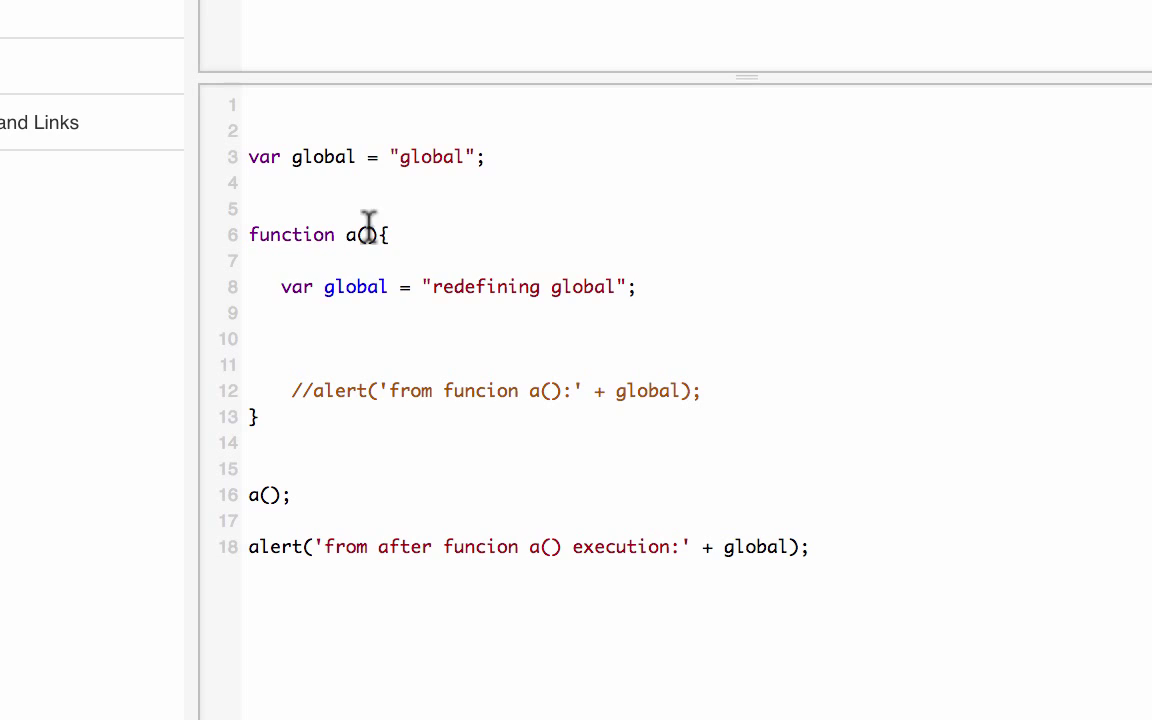 and Links
1
2
3 var global = "global";
4
5
6 function a(){
7
8 var global = "redefining global";
9
10
11
12 //alert('from funcion a():' + global);
13 }
14
15
16 a();
17
18 alert('from after funcion a() execution:' + global);